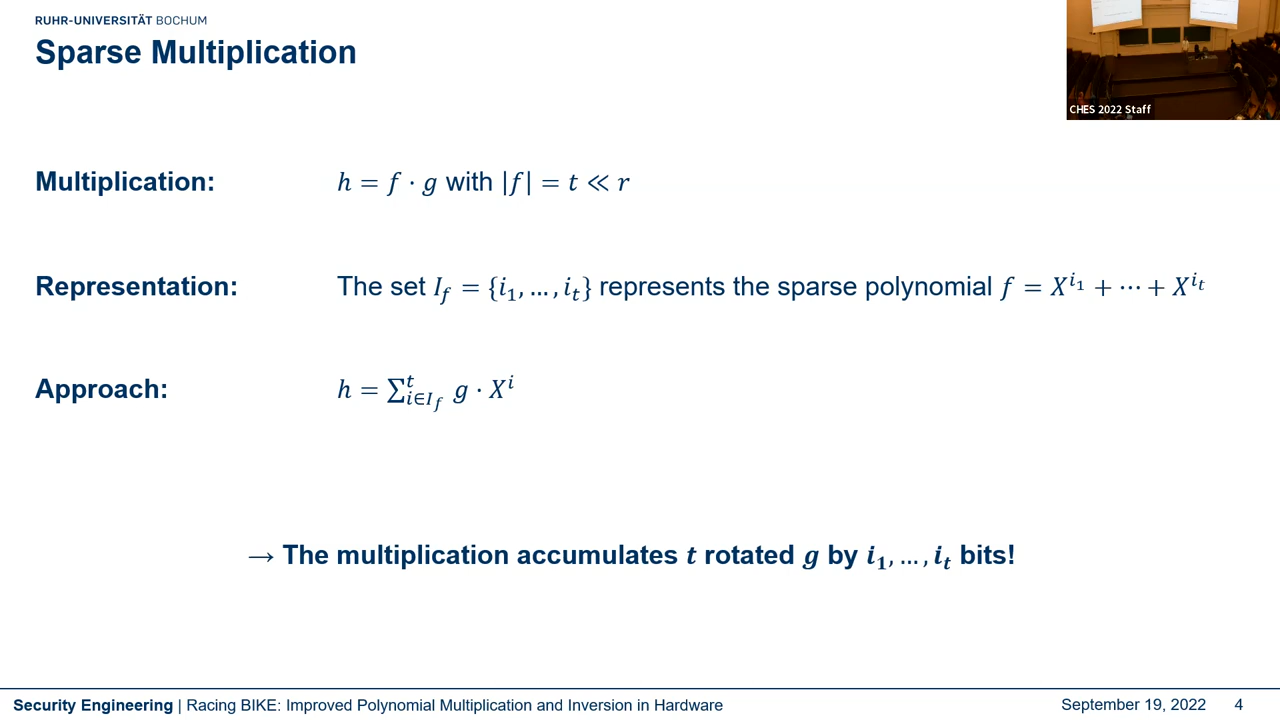 RUHR-UNIVERSITÄT BOCHUM
Sparse Multiplication
CHES 2022 Staff
Multiplication: h = f · g with |f| = t ≪ r
Representation: The set I_f = {i_1, …, i_t} represents the sparse polynomial f = X^{i_1} + ⋯ + X^{i_t}
Approach: h = ∑_{i∈I_f}^{t} g · X^i
→ The multiplication accumulates t rotated g by i_1, …, i_t bits!
Security Engineering | Racing BIKE: Improved Polynomial Multiplication and Inversion in Hardware September 19, 2022 4